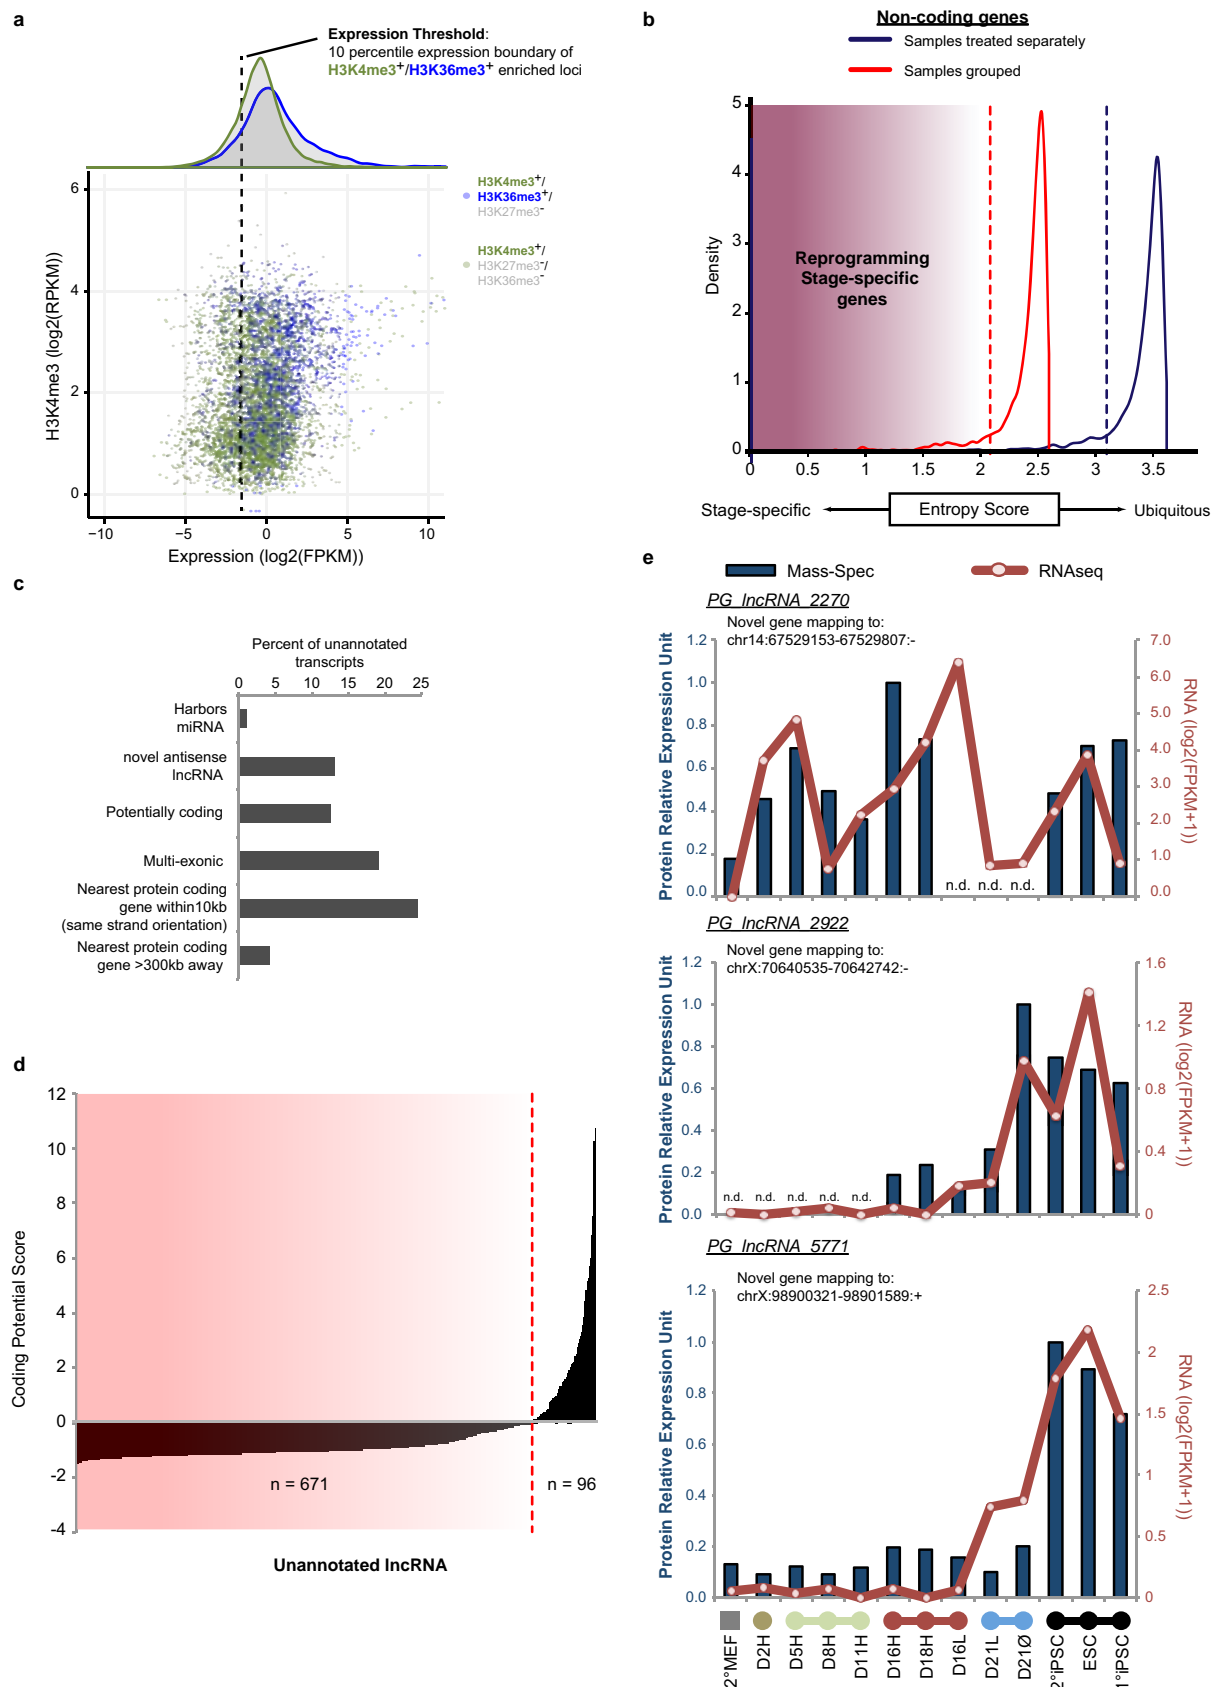 a
Expression Threshold:
10 percentile expression boundary of
H3K4me3+/H3K36me3+ enriched loci
H3K4me3+/
H3K36me3+/
H3K27me3-
H3K4me3+/
H3K27me3-/
H3K36me3-
H3K4me3 (log2(RPKM))
6
4
2
0
−10
−5
0
5
10
Expression (log2(FPKM))
b
Non-coding genes
Samples treated separately
Samples grouped
Density
5
4
3
2
1
0
Reprogramming
Stage-specific
genes
0
0.5
1
1.5
2
2.5
3
3.5
Stage-specific
Entropy Score
Ubiquitous
c
Percent of unannotated
transcripts
0
5
10
15
20
25
Harbors
miRNA
novel antisense
lncRNA
Potentially coding
Multi-exonic
Nearest protein coding
gene within10kb
(same strand orientation)
Nearest protein coding
gene >300kb away
d
Coding Potential Score
12
10
8
6
4
2
0
-2
-4
n = 671
n = 96
Unannotated lncRNA
e
Mass-Spec
RNAseq
PG_lncRNA_2270
Novel gene mapping to:
chr14:67529153-67529807:-
Protein Relative Expression Unit
1.2
1.0
0.8
0.6
0.4
0.2
0.0
n.d.
n.d.
n.d.
7.0
6.0
5.0
4.0
3.0
2.0
1.0
0.0
RNA (log2(FPKM+1))
PG_lncRNA_2922
Novel gene mapping to:
chrX:70640535-70642742:-
Protein Relative Expression Unit
1.2
1.0
0.8
0.6
0.4
0.2
0.0
n.d.
n.d.
n.d.
n.d.
n.d.
1.6
1.2
0.8
0.4
0
RNA (log2(FPKM+1))
PG_lncRNA_5771
Novel gene mapping to:
chrX:98900321-98901589:+
Protein Relative Expression Unit
1.2
1.0
0.8
0.6
0.4
0.2
0.0
2.5
2
1.5
1
0.5
0
RNA (log2(FPKM+1))
2°MEF
D2H
D5H
D8H
D11H
D16H
D18H
D16L
D21L
D21Ø
2°iPSC
ESC
1°iPSC